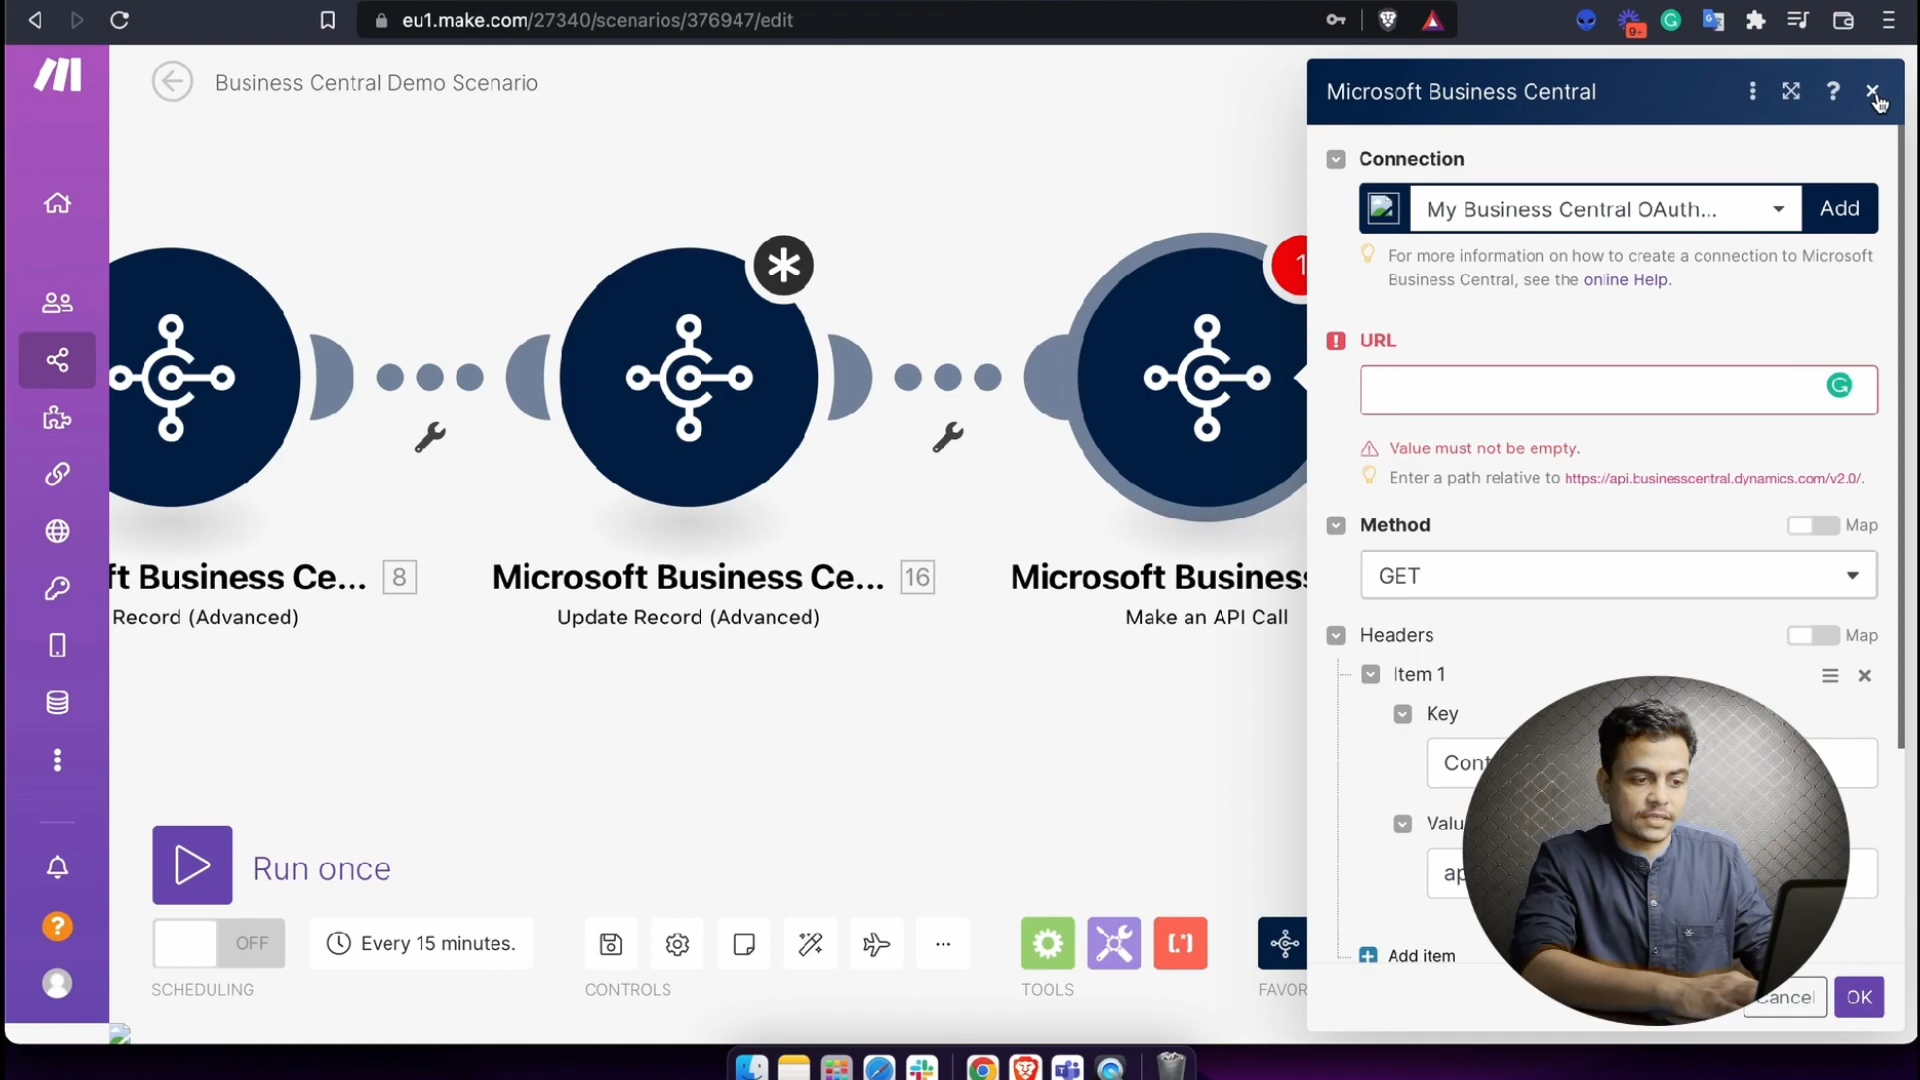 eu1.make.com/27340/scenarios/376947/edit
9+
Business Central Demo Scenario
Microsoft Business Central
?
Connection
My Business Central OAuth...
Add
For more information on how to create a connection to Microsoft
Business Central, see the online Help.
1
URL
Value must not be empty.
Enter a path relative to https://api.businesscentral.dynamics.com/v2.0/.
Method
Map
GET
ft Business Ce... 8
Record (Advanced)
Microsoft Business Ce... 16
Update Record (Advanced)
Microsoft Business
Make an API Call
Headers
Map
Item 1
Key
Cont
Valu
ap
Add item
Cancel
OK
Run once
OFF
Every 15 minutes.
SCHEDULING
CONTROLS
TOOLS
FAVOR
?